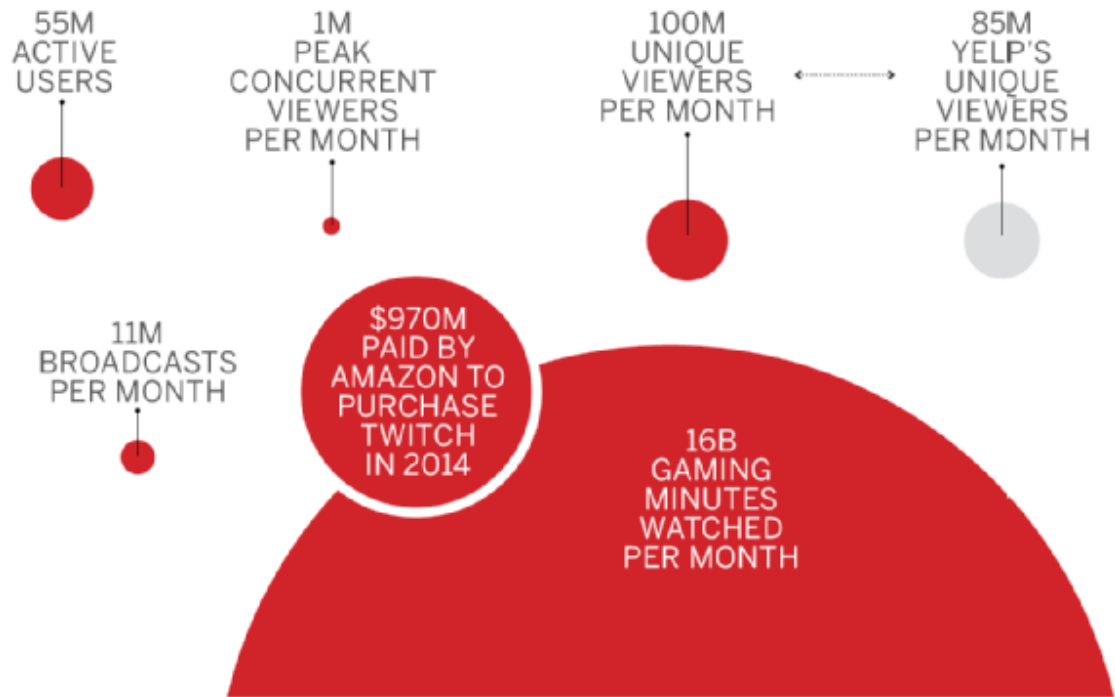 55M
ACTIVE
USERS
1M
PEAK
CONCURRENT
VIEWERS
PER MONTH
100M
UNIQUE
VIEWERS
PER MONTH
85M
YELP'S
UNIQUE
VIEWERS
PER MONTH
11M
BROADCASTS
PER MONTH
$970M
PAID BY
AMAZON TO
PURCHASE
TWITCH
IN 2014
16B
GAMING
MINUTES
WATCHED
PER MONTH